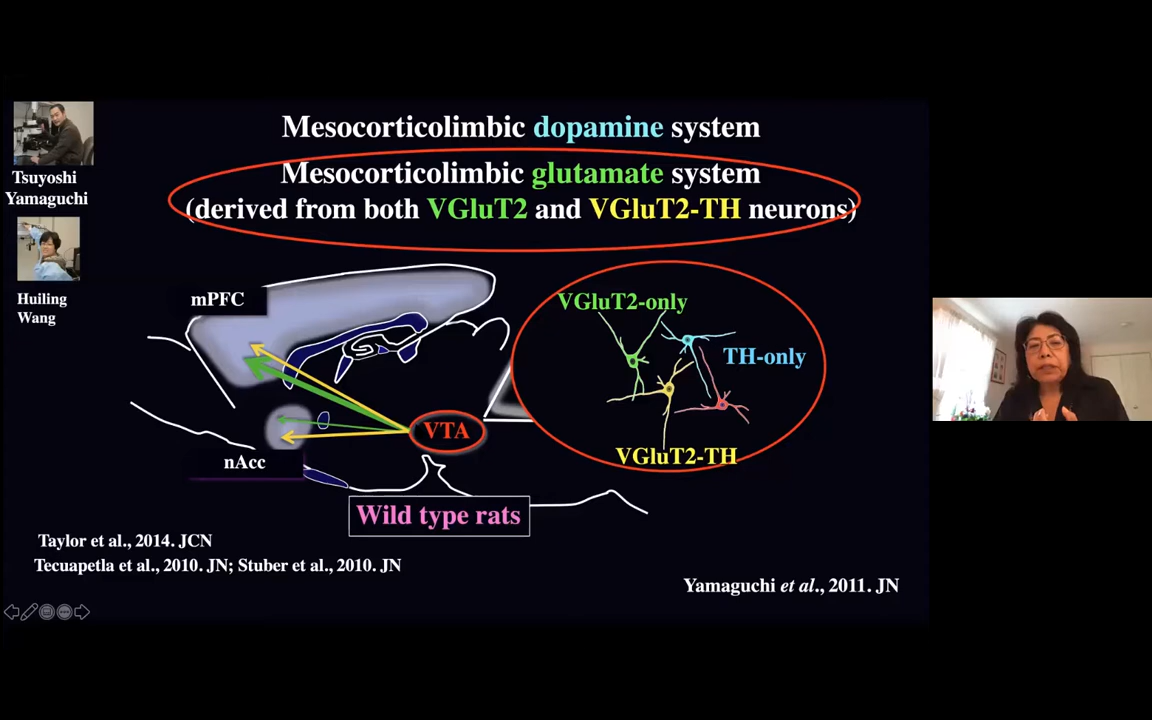 Mesocorticolimbic dopamine system
Mesocorticolimbic glutamate system
(derived from both VGluT2 and VGluT2-TH neurons)
Tsuyoshi
Yamaguchi
Huiling
Wang
mPFC
nAcc
VTA
VGluT2-only
TH-only
VGluT2-TH
Wild type rats
Taylor et al., 2014. JCN
Tecuapetla et al., 2010. JN; Stuber et al., 2010. JN
Yamaguchi et al., 2011. JN